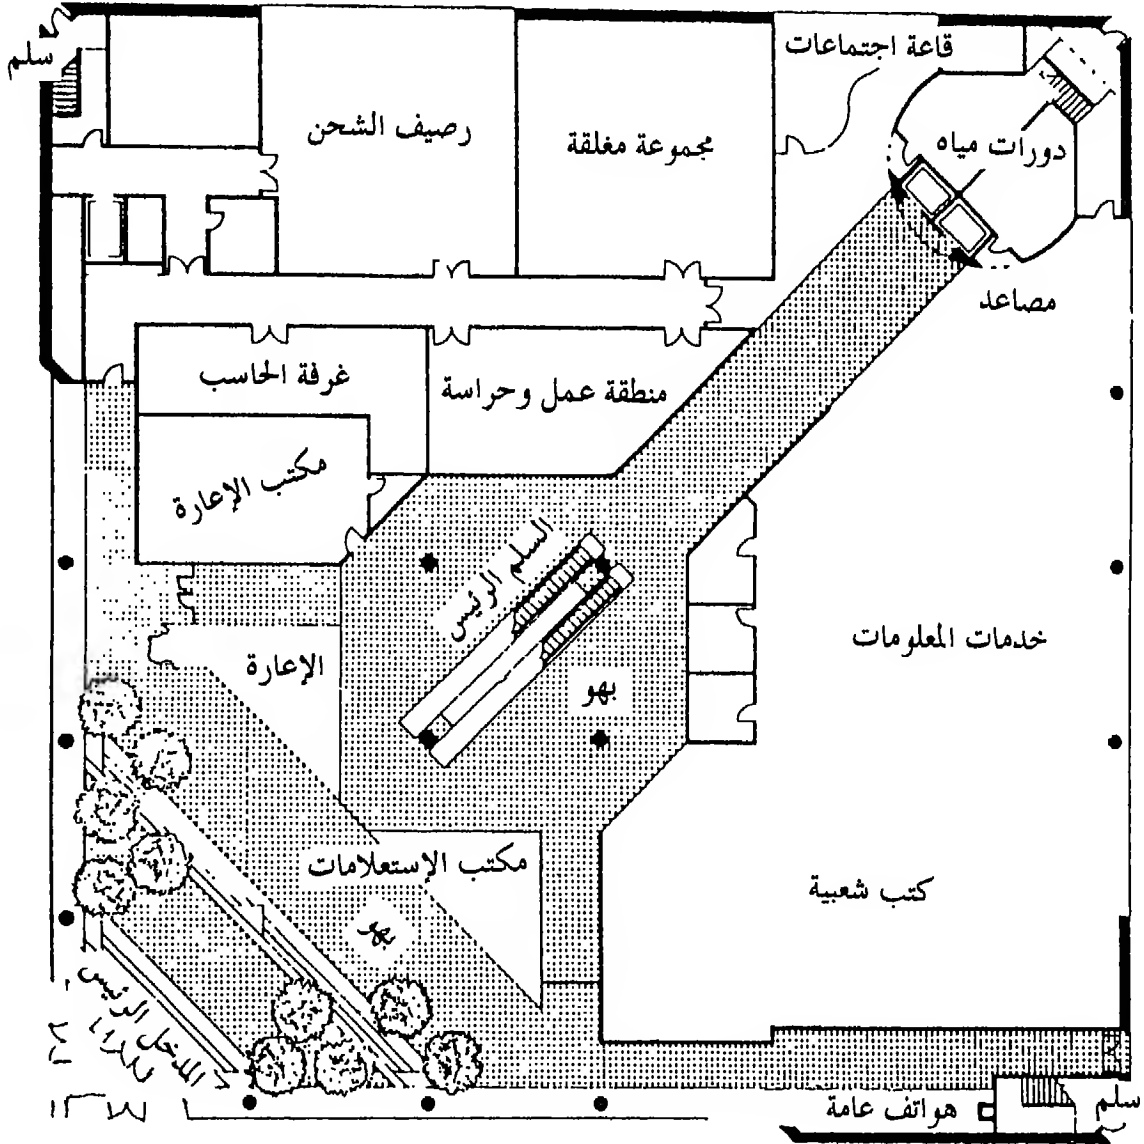 قاعة اجتماعات
سلم
رصيف الشحن
مجموعة مغلقة
دورات مياه
مصاعد
غرفة الحاسب
منطقة عمل وحراسة
مكتب الإعارة
السلم الرئيس
خدمات المعلومات
الإعارة
بهو
مكتب الإستعلامات
كتب شعبية
بهو
المدخل الرئيس
سلم
هواتف عامة